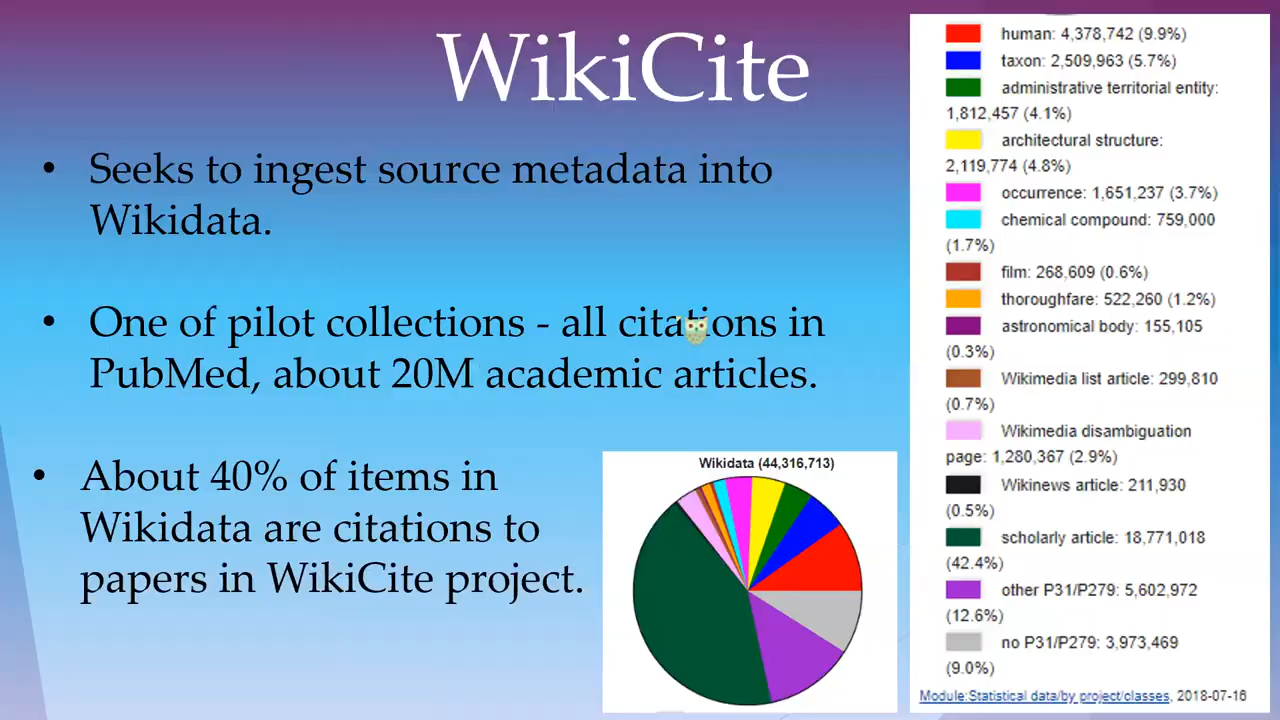 WikiCite
• Seeks to ingest source metadata into
Wikidata.
• One of pilot collections - all citations in
PubMed, about 20M academic articles.
• About 40% of items in
Wikidata are citations to
papers in WikiCite project.
Wikidata (44,316,713)
human: 4,378,742 (9.9%)
taxon: 2,509,963 (5.7%)
administrative territorial entity:
1,812,457 (4.1%)
architectural structure:
2,119,774 (4.8%)
occurrence: 1,651,237 (3.7%)
chemical compound: 759,000
(1.7%)
film: 268,609 (0.6%)
thoroughfare: 522,260 (1.2%)
astronomical body: 155,105
(0.3%)
Wikimedia list article: 299,810
(0.7%)
Wikimedia disambiguation
page: 1,280,367 (2.9%)
Wikinews article: 211,930
(0.5%)
scholarly article: 18,771,018
(42.4%)
other P31/P279: 5,602,972
(12.6%)
no P31/P279: 3,973,469
(9.0%)
Module:Statistical data/by project/classes, 2018-07-16